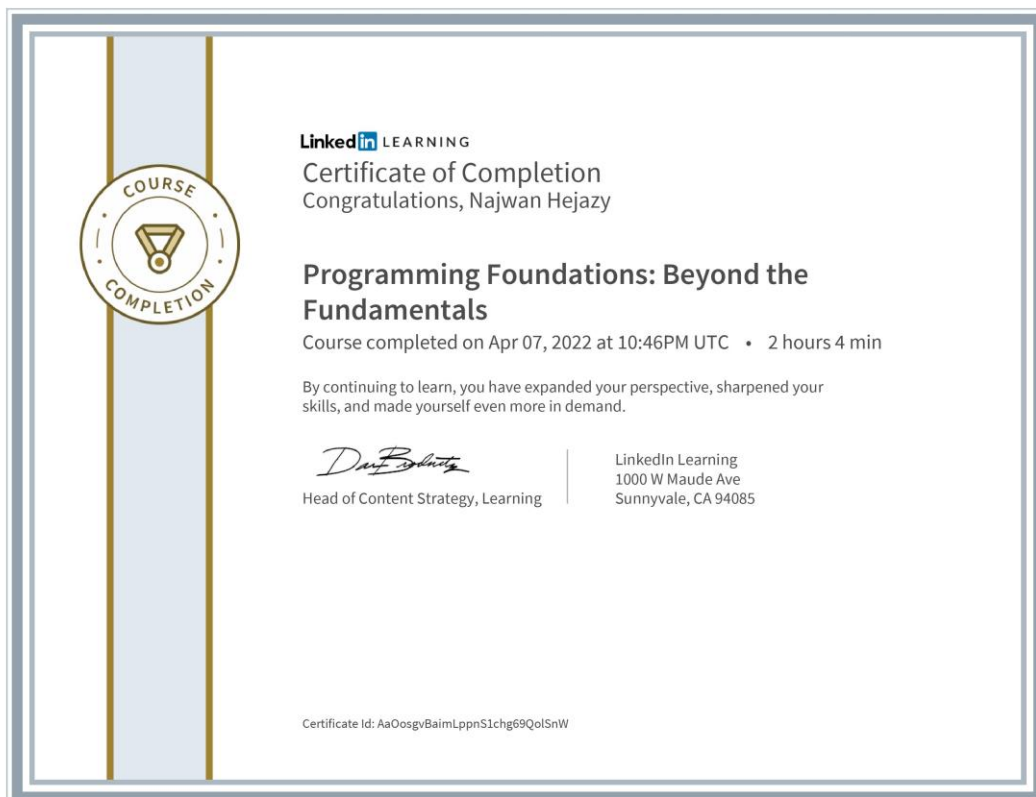 COURSE
COMPLETION
Linked in LEARNING
Certificate of Completion
Congratulations, Najwan Hejazy
Programming Foundations: Beyond the
Fundamentals
Course completed on Apr 07, 2022 at 10:46PM UTC • 2 hours 4 min
By continuing to learn, you have expanded your perspective, sharpened your
skills, and made yourself even more in demand.
Head of Content Strategy, Learning
LinkedIn Learning
1000 W Maude Ave
Sunnyvale, CA 94085
Certificate Id: AaOosgvBaimLppnS1chg69QolSnW